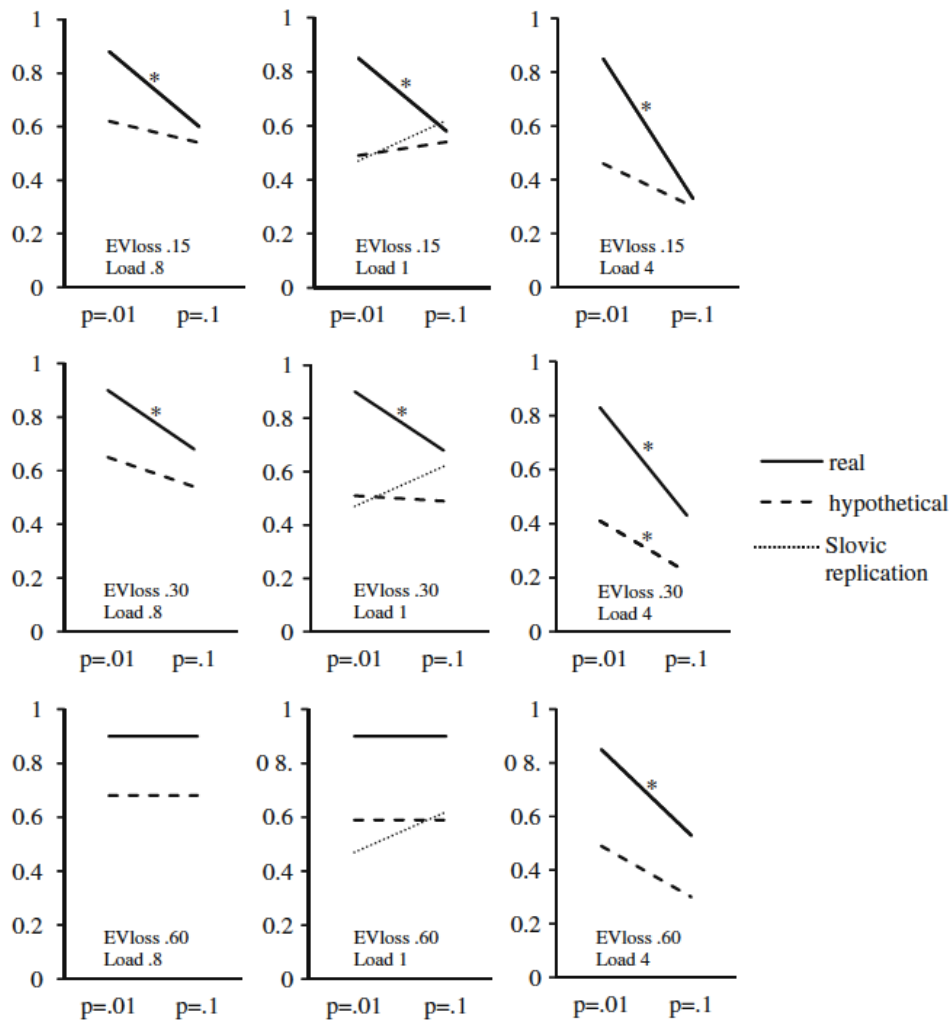 1
0.8
0.6
0.4
0.2
0
*
EVloss .15
Load .8
p=.01 p=.1
1
0.8
0.6
0.4
0.2
0
*
EVloss .15
Load 1
p=.01 p=.1
1
0.8
0.6
0.4
0.2
0
*
EVloss .15
Load 4
p=.01 p=.1
1
0.8
0.6
0.4
0.2
0
*
EVloss .30
Load .8
p=.01 p=.1
1
0.8
0.6
0.4
0.2
0
*
EVloss .30
Load 1
p=.01 p=.1
1
0.8
0.6
0.4
0.2
0
*
*
EVloss .30
Load 4
p=.01 p=.1
real
hypothetical
Slovic
replication
1
0.8
0.6
0.4
0.2
0
EVloss .60
Load .8
p=.01 p=.1
1
0 8.
0.6
0.4
0.2
0
EVloss .60
Load 1
p=.01 p=.1
1
0.8
0.6
0.4
0.2
0
*
EVloss .60
Load 4
p=.01 p=.1